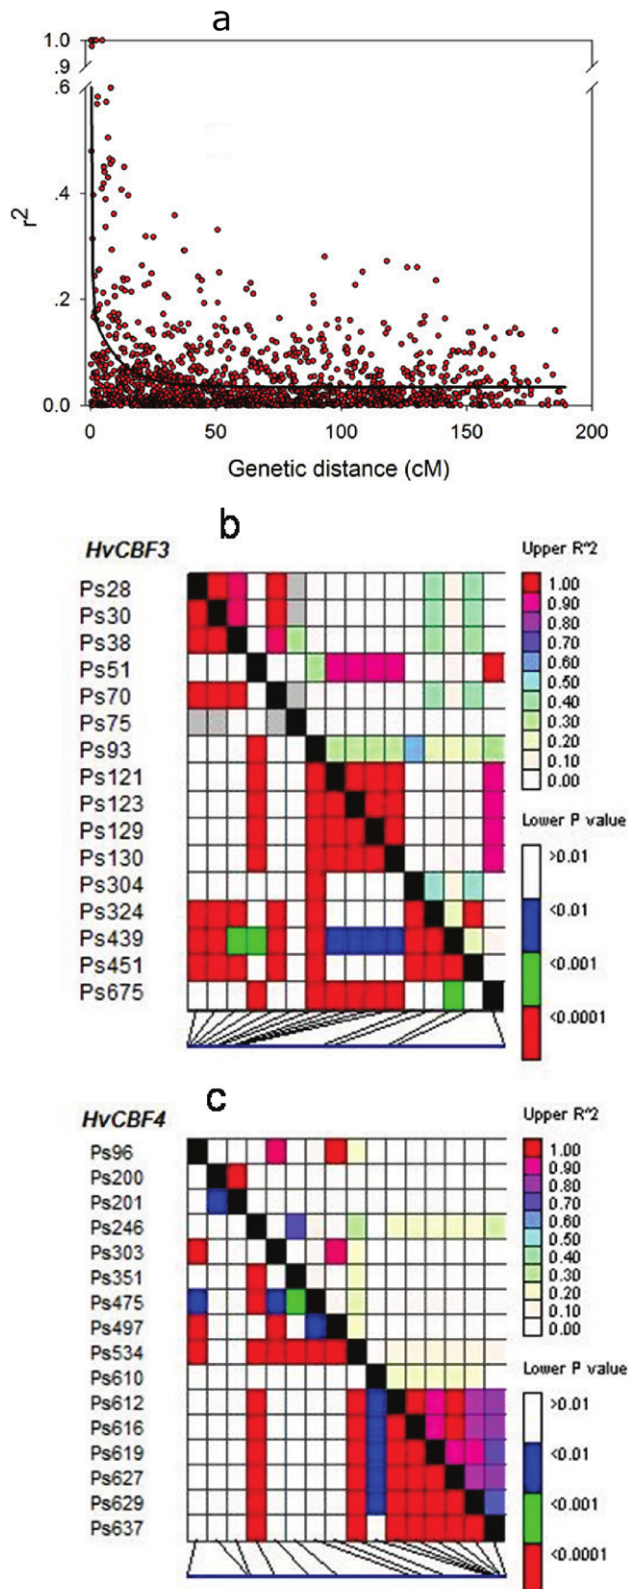 a
1.0
.9
.6
.4
.2
0.0
r2
0
50
100
150
200
Genetic distance (cM)
b
HvCBF3
Ps28
Ps30
Ps38
Ps51
Ps70
Ps75
Ps93
Ps121
Ps123
Ps129
Ps130
Ps304
Ps324
Ps439
Ps451
Ps675
Upper R^2
1.00
0.90
0.80
0.70
0.60
0.50
0.40
0.30
0.20
0.10
0.00
Lower P value
>0.01
<0.01
<0.001
<0.0001
c
HvCBF4
Ps96
Ps200
Ps201
Ps246
Ps303
Ps351
Ps475
Ps497
Ps534
Ps610
Ps612
Ps616
Ps619
Ps627
Ps629
Ps637
Upper R^2
1.00
0.90
0.80
0.70
0.60
0.50
0.40
0.30
0.20
0.10
0.00
Lower P value
>0.01
<0.01
<0.001
<0.0001